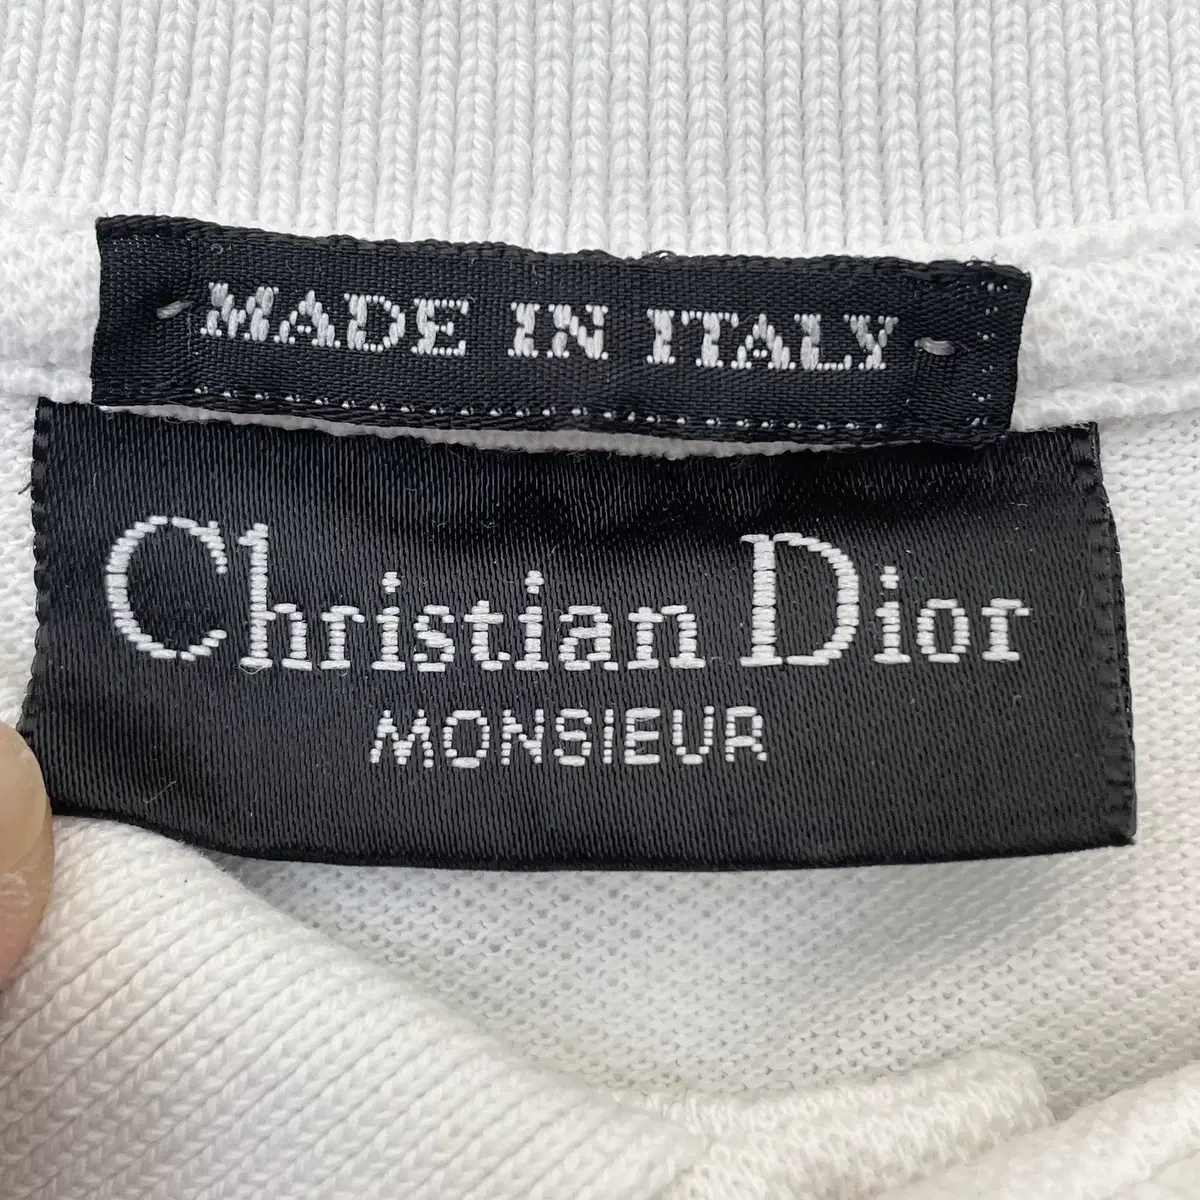 MADE IN ITALY
Christian Dior
MONSIEUR